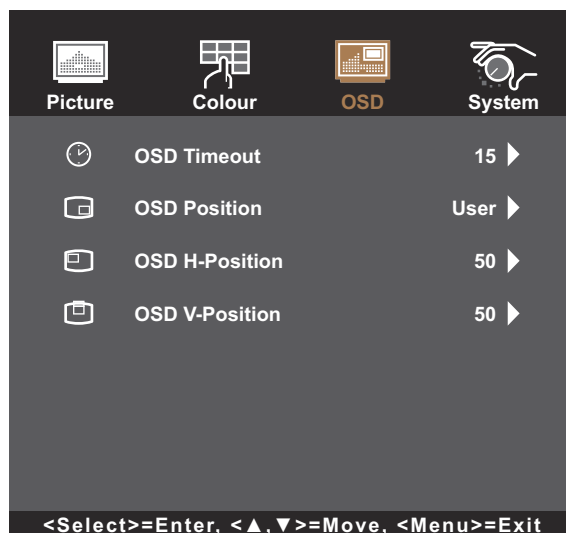 Picture Colour OSD System
OSD Timeout 15
OSD Position User
OSD H-Position 50
OSD V-Position 50
<Select>=Enter, <▲,▼>=Move, <Menu>=Exit